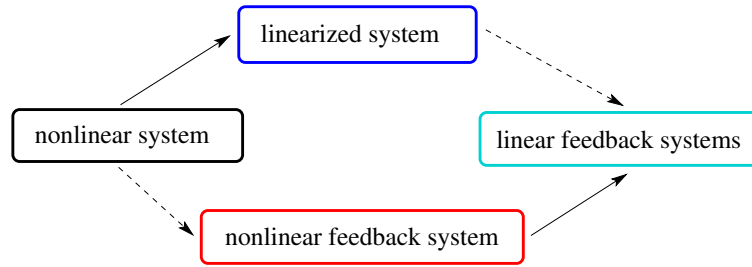 linearized system
nonlinear system
linear feedback systems
nonlinear feedback system